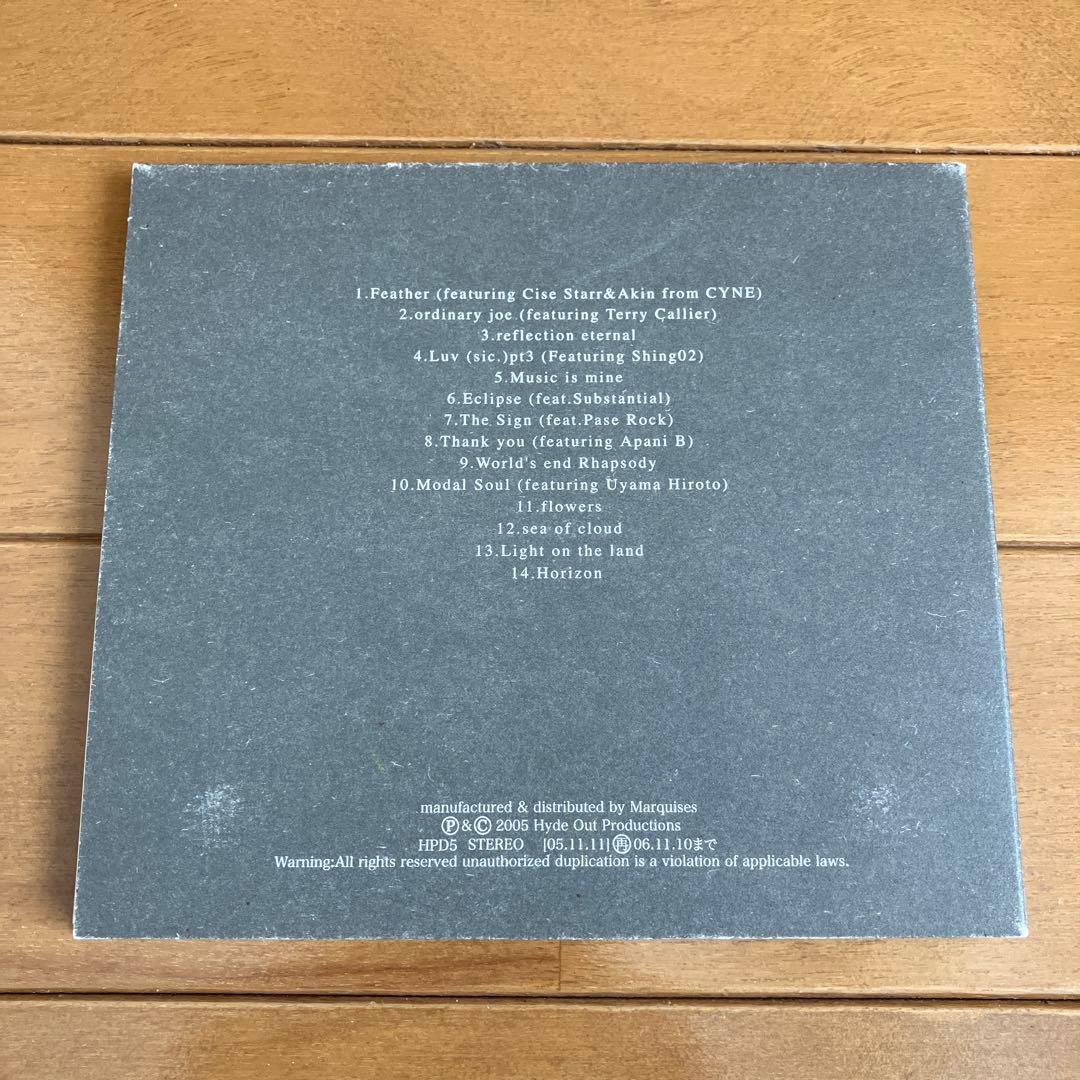 1.Feather (featuring Cise Starr&Akin from CYNE)
2.ordinary joe (featuring Terry Callier)
3.reflection eternal
4.Luv (sic.)pt3 (Featuring Shing02)
5.Music is mine
6.Eclipse (feat.Substantial)
7.The Sign (feat.Pase Rock)
8.Thank you (featuring Apani B)
9.World's end Rhapsody
10.Modal Soul (featuring Uyama Hiroto)
11.flowers
12.sea of cloud
13.Light on the land
14.Horizon
manufactured & distributed by Marquises
Ⓟ&Ⓒ 2005 Hyde Out Productions
HPD5 STEREO [05.11.11]㊢06.11.10まで
Warning:All rights reserved unauthorized duplication is a violation of applicable laws.